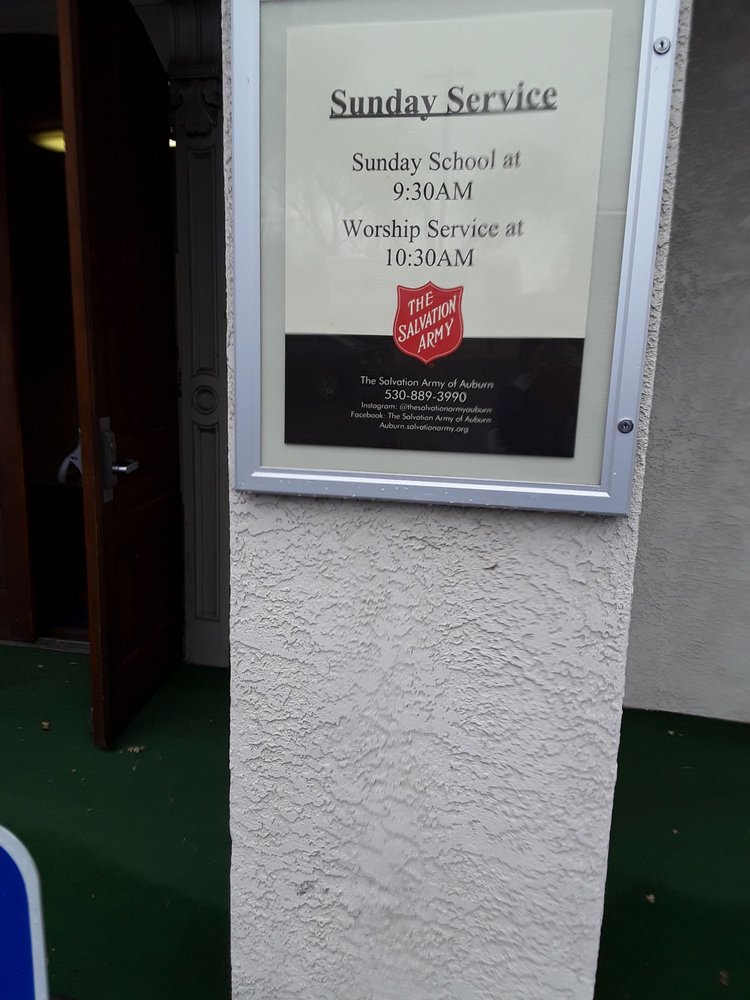 Sunday Service
Sunday School at
9:30AM
Worship Service at
10:30AM
THE
SALVATION
ARMY
The Salvation Army of Auburn
530-889-3990
Instagram: @thesalvationarmyauburn
Facebook: The Salvation Army of Auburn
Auburn.salvationarmy.org